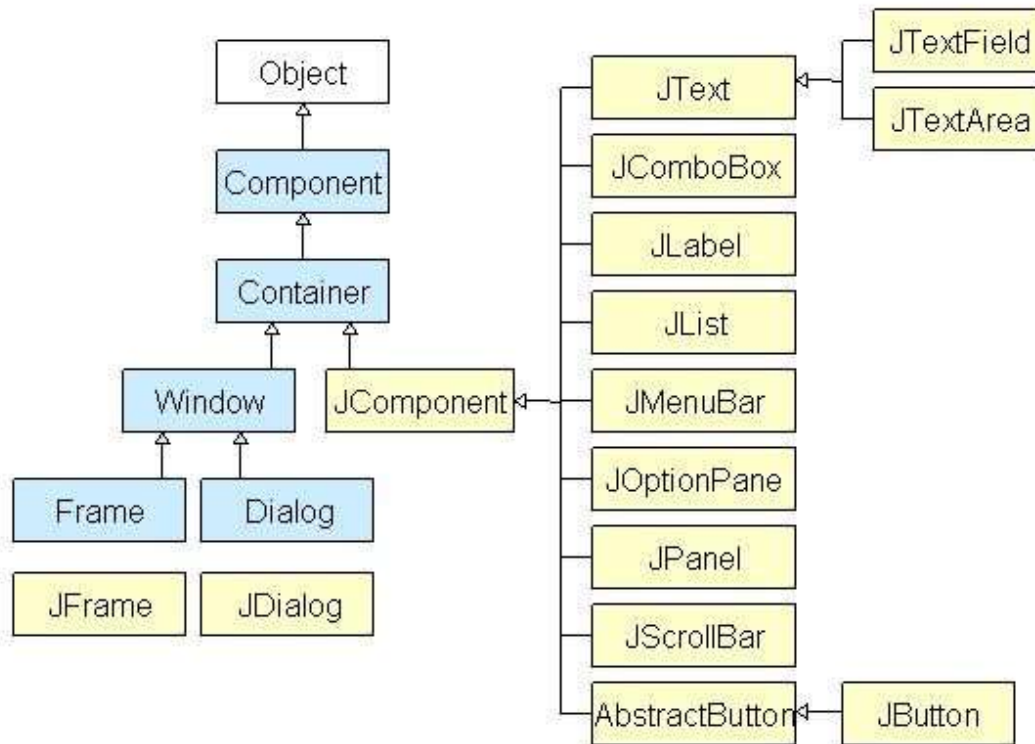 Object
Component
Container
Window
JComponent
Frame
Dialog
JFrame
JDialog
JText
JComboBox
JLabel
JList
JMenuBar
JOptionPane
JPanel
JScrollBar
AbstractButton
JTextField
JTextArea
JButton